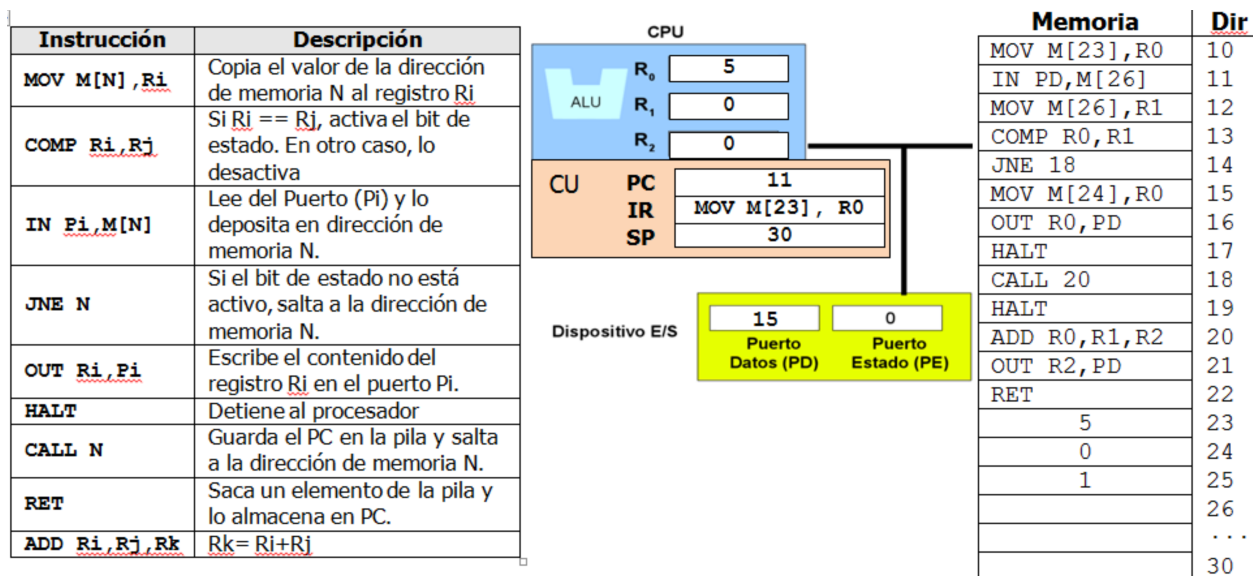 Instrucción Descripción
MOV M[N],Ri Copia el valor de la dirección
de memoria N al registro Ri
COMP Ri,Rj Si Ri == Rj, activa el bit de
estado. En otro caso, lo
desactiva
IN Pi,M[N] Lee del Puerto (Pi) y lo
deposita en dirección de
memoria N.
JNE N Si el bit de estado no está
activo, salta a la dirección de
memoria N.
OUT Ri,Pi Escribe el contenido del
registro Ri en el puerto Pi.
HALT Detiene al procesador
CALL N Guarda el PC en la pila y salta
a la dirección de memoria N.
RET Saca un elemento de la pila y
lo almacena en PC.
ADD Ri,Rj,Rk Rk= Ri+Rj
CPU
ALU
R0 5
R1 0
R2 0
CU
PC 11
IR MOV M[23], R0
SP 30
Dispositivo E/S
15 0
Puerto Datos (PD)
Puerto Estado (PE)
Memoria Dir
MOV M[23],R0 10
IN PD,M[26] 11
MOV M[26],R1 12
COMP R0,R1 13
JNE 18 14
MOV M[24],R0 15
OUT R0,PD 16
HALT 17
CALL 20 18
HALT 19
ADD R0,R1,R2 20
OUT R2,PD 21
RET 22
5 23
0 24
1 25
26
...
30